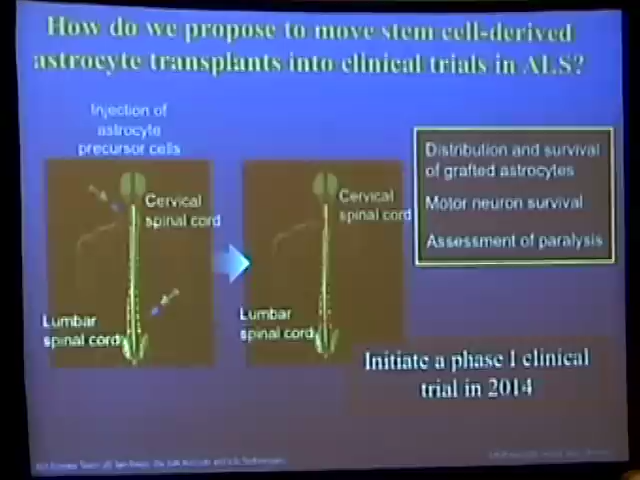 How do we propose to move stem cell-derived
astrocyte transplants into clinical trials in ALS?
Injection of
astrocyte
precursor cells
Cervical
spinal cord
Lumbar
spinal cord
Cervical
spinal cord
Lumbar
spinal cord
Distribution and survival
of grafted astrocytes
Motor neuron survival
Assessment of paralysis
Initiate a phase I clinical
trial in 2014